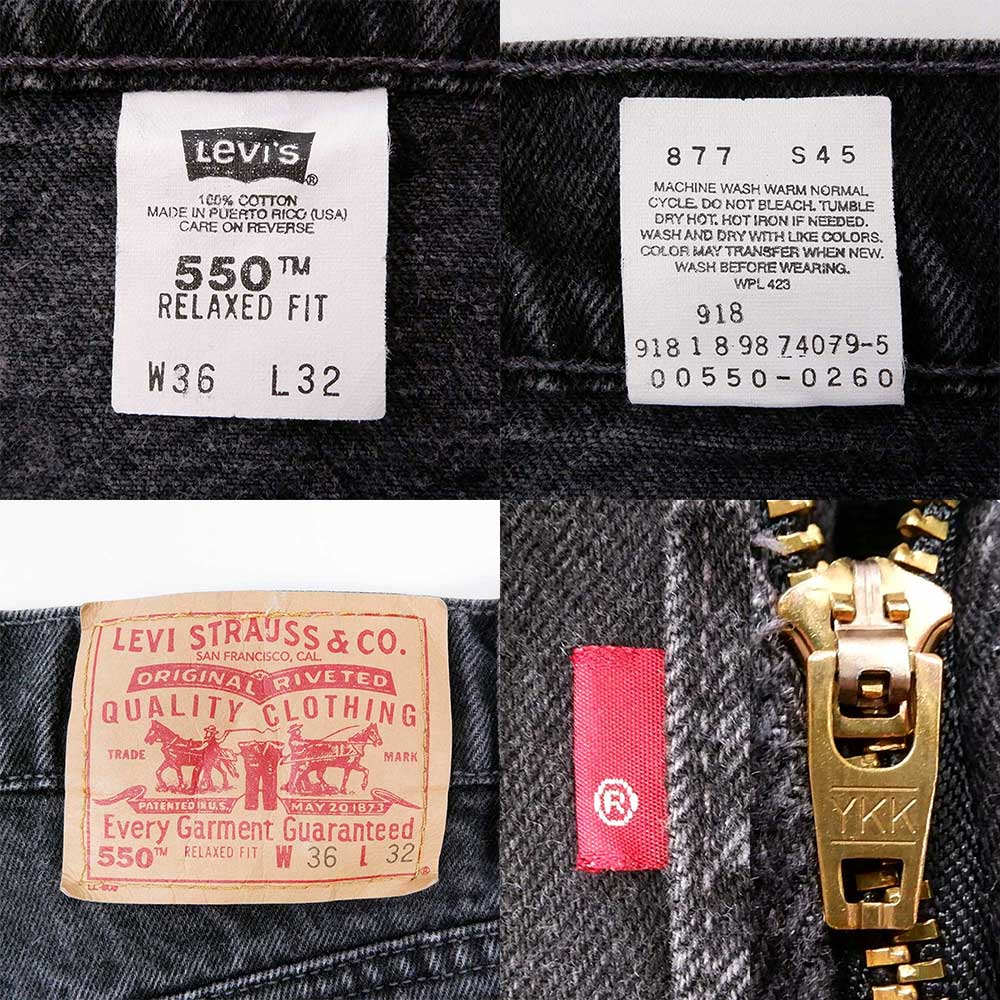 Levi's®
100% COTTON
MADE IN PUERTO RICO (USA)
CARE ON REVERSE
550™
RELAXED FIT
W36 L32
877 S45
MACHINE WASH WARM NORMAL
CYCLE. DO NOT BLEACH. TUMBLE
DRY HOT. HOT IRON IF NEEDED.
WASH AND DRY WITH LIKE COLORS.
COLOR MAY TRANSFER WHEN NEW.
WASH BEFORE WEARING.
WPL 423
918
918 1 8 98 74079-5
00550-0260
LEVI STRAUSS & CO.
SAN FRANCISCO, CAL.
ORIGINAL RIVETED
QUALITY CLOTHING
TRADE MARK
PATENTED IN U.S. MAY 20 1873
Every Garment Guaranteed
550™ RELAXED FIT W 36 L 32
®
YKK